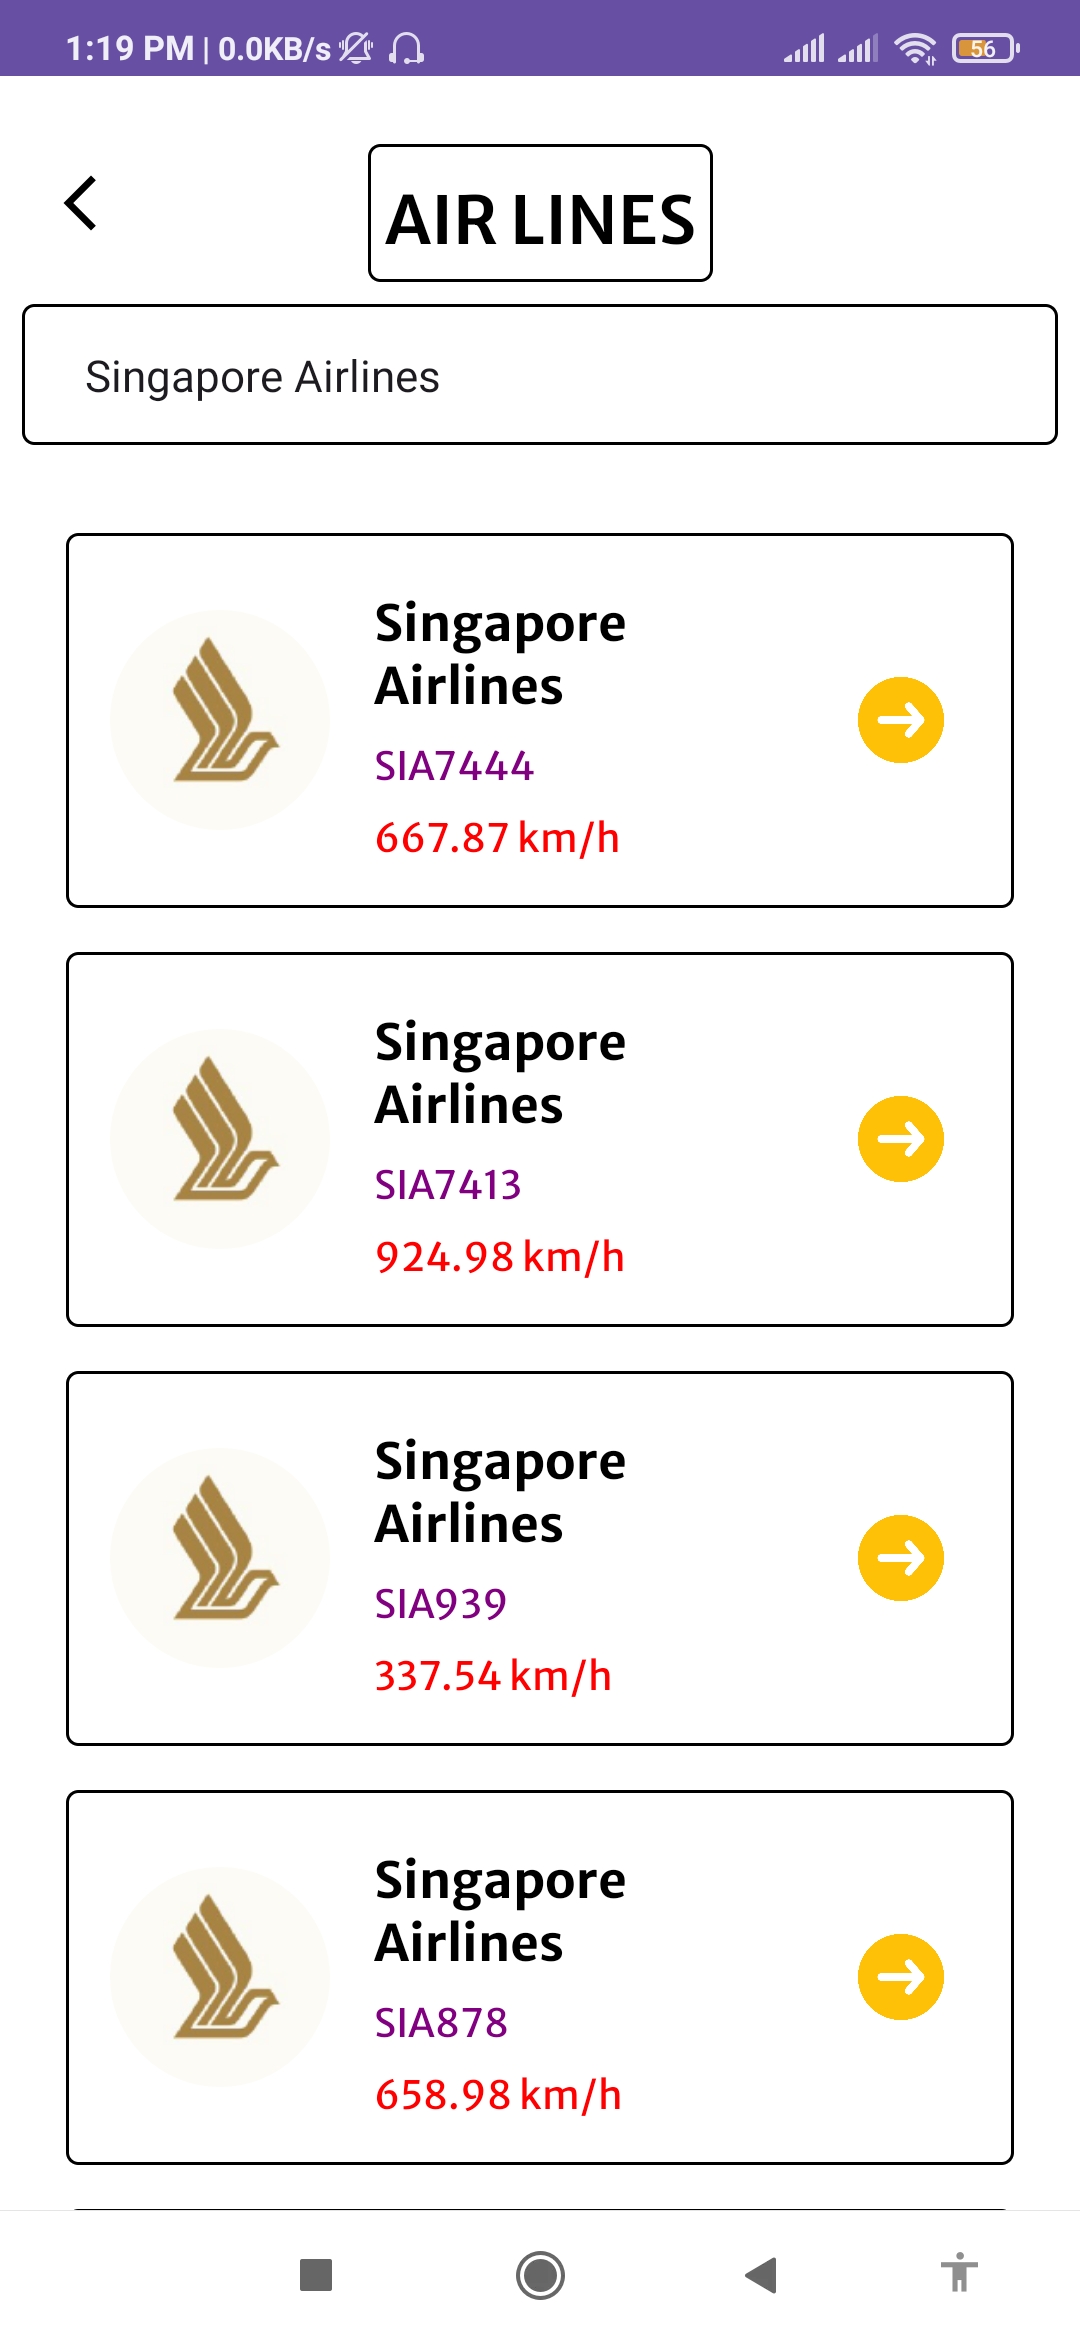 1:19 PM | 0.0KB/s 56
AIR LINES
Singapore Airlines
Singapore
Airlines
SIA7444
667.87 km/h
Singapore
Airlines
SIA7413
924.98 km/h
Singapore
Airlines
SIA939
337.54 km/h
Singapore
Airlines
SIA878
658.98 km/h